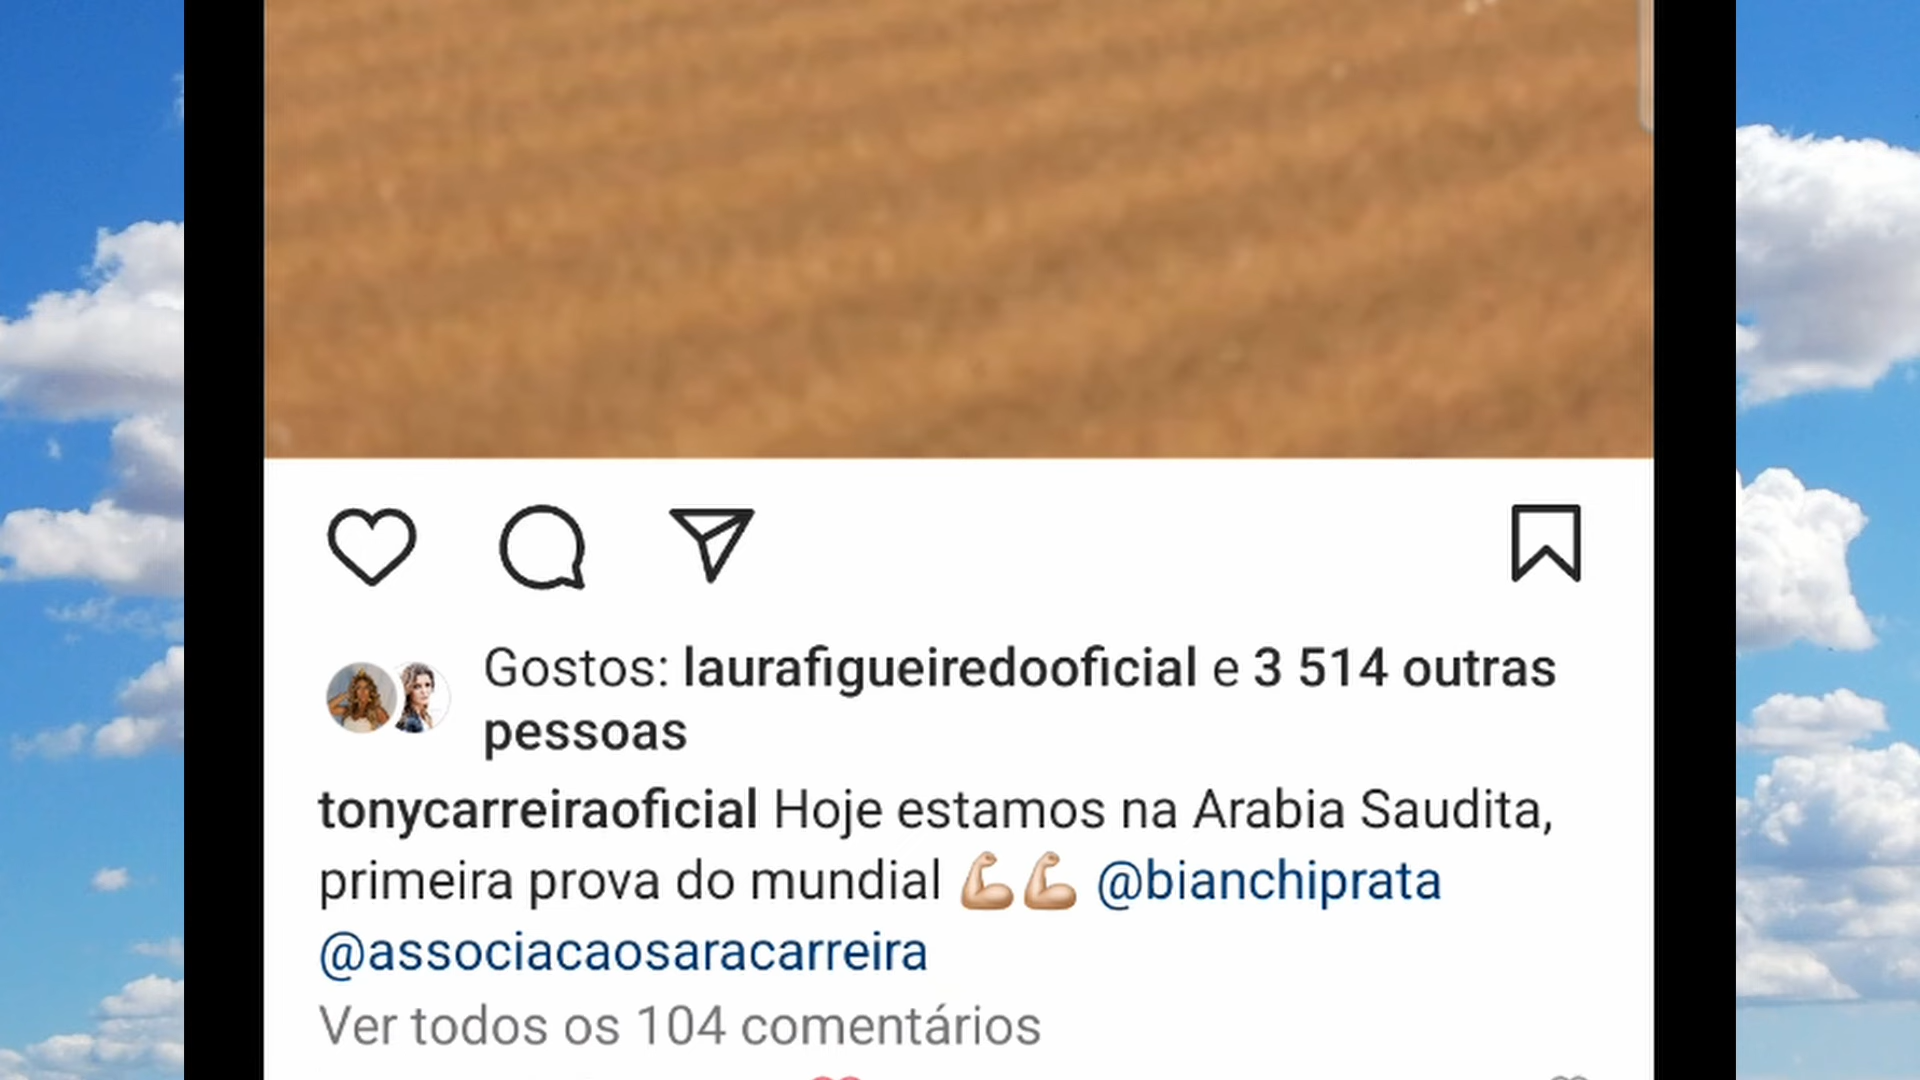 Gostos: laurafigueiredooficial e 3 514 outras
pessoas
tonycarreiraoficial Hoje estamos na Arabia Saudita,
primeira prova do mundial 💪🏼💪🏼 @bianchiprata
@associacaosaracarreira
Ver todos os 104 comentários